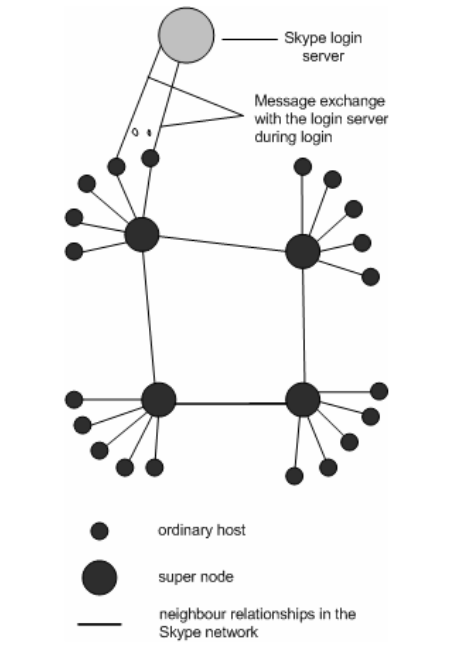 Skype login
server
Message exchange
with the login server
during login
ordinary host
super node
neighbour relationships in the
Skype network